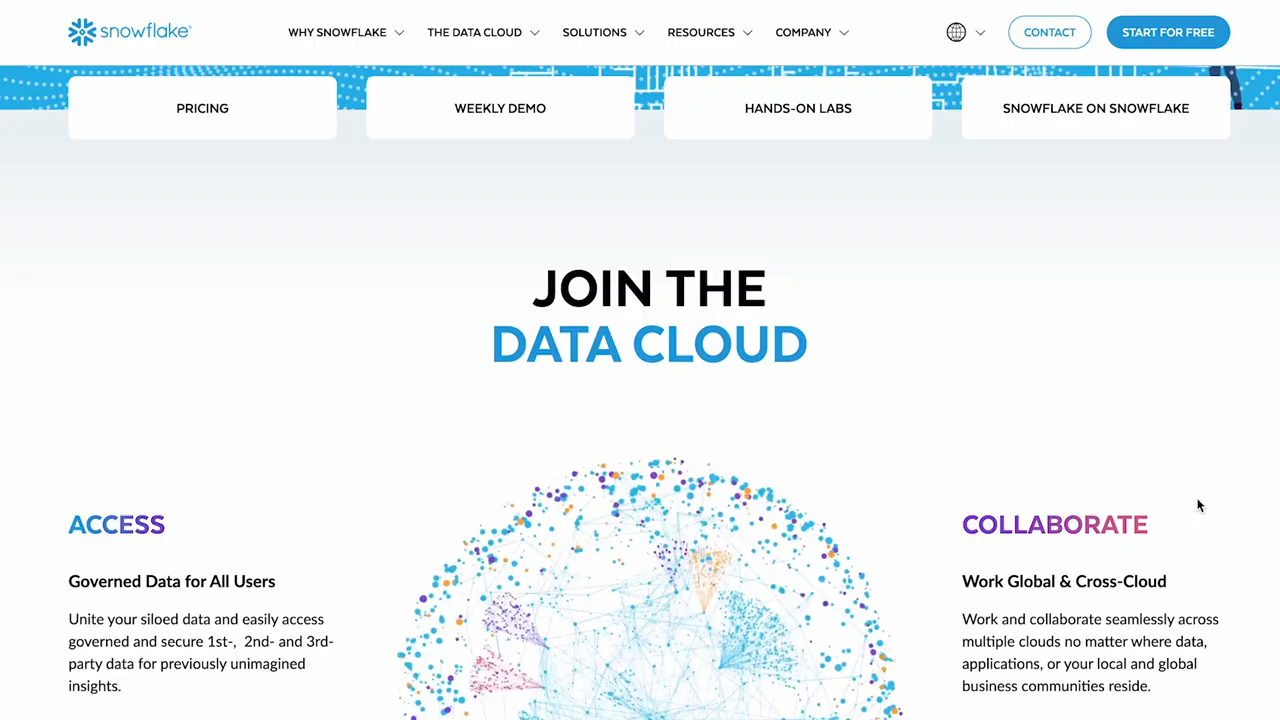 snowflake®
WHY SNOWFLAKE
THE DATA CLOUD
SOLUTIONS
RESOURCES
COMPANY
CONTACT
START FOR FREE
PRICING
WEEKLY DEMO
HANDS-ON LABS
SNOWFLAKE ON SNOWFLAKE
JOIN THE
DATA CLOUD
ACCESS
Governed Data for All Users
Unite your siloed data and easily access
governed and secure 1st-, 2nd- and 3rd-
party data for previously unimagined
insights.
COLLABORATE
Work Global & Cross-Cloud
Work and collaborate seamlessly across
multiple clouds no matter where data,
applications, or your local and global
business communities reside.